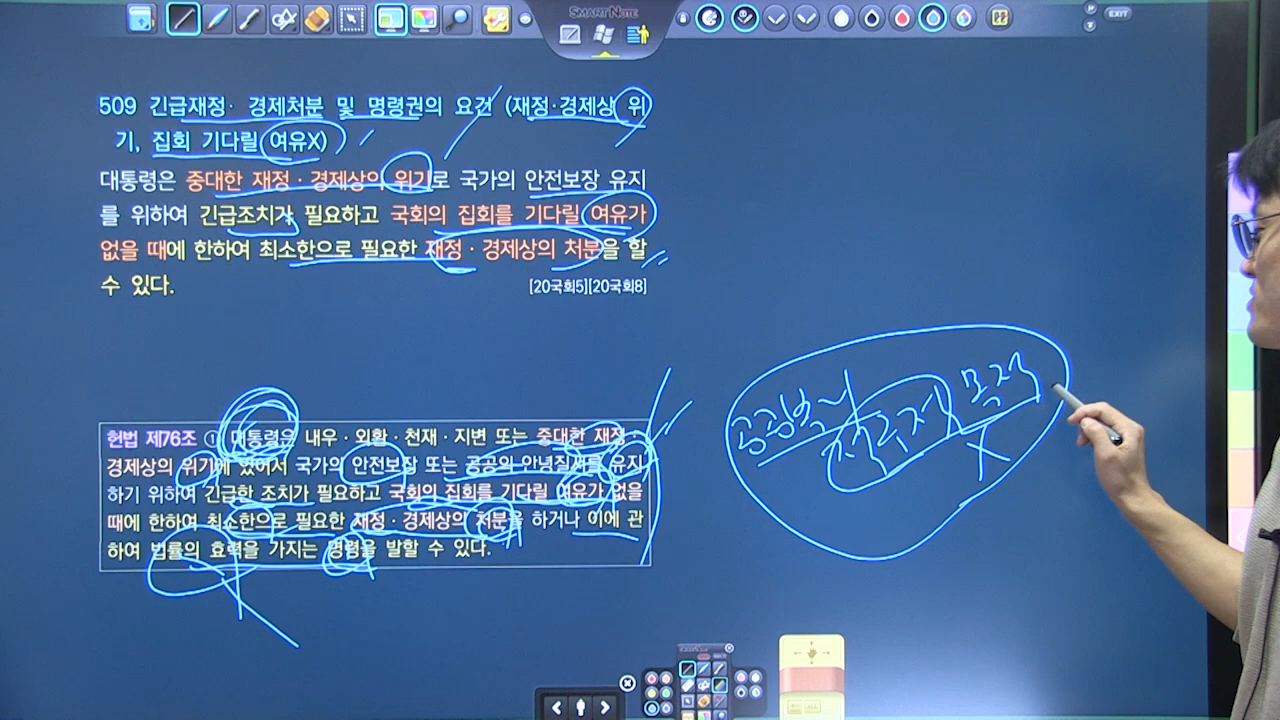 SMARTNOTE
EXIT
509 긴급재정· 경제처분 및 명령권의 요건 (재정·경제상 위
기, 집회 기다릴 여유X)
대통령은 중대한 재정·경제상의 위기로 국가의 안전보장 유지
를 위하여 긴급조치가 필요하고 국회의 집회를 기다릴 여유가
없을 때에 한하여 최소한으로 필요한 재정·경제상의 처분을 할
수 있다.
[20국회5][20국회8]
헌법 제76조 ① 대통령은 내우·외환·천재·지변 또는 중대한 재정·
경제상의 위기에 있어서 국가의 안전보장 또는 공공의 안녕질서를 유지
하기 위하여 긴급한 조치가 필요하고 국회의 집회를 기다릴 여유가 없을
때에 한하여 최소한으로 필요한 재정·경제상의 처분을 하거나 이에 관
하여 법률의 효력을 가지는 명령을 발할 수 있다.
공공복리 적극적 목적
X